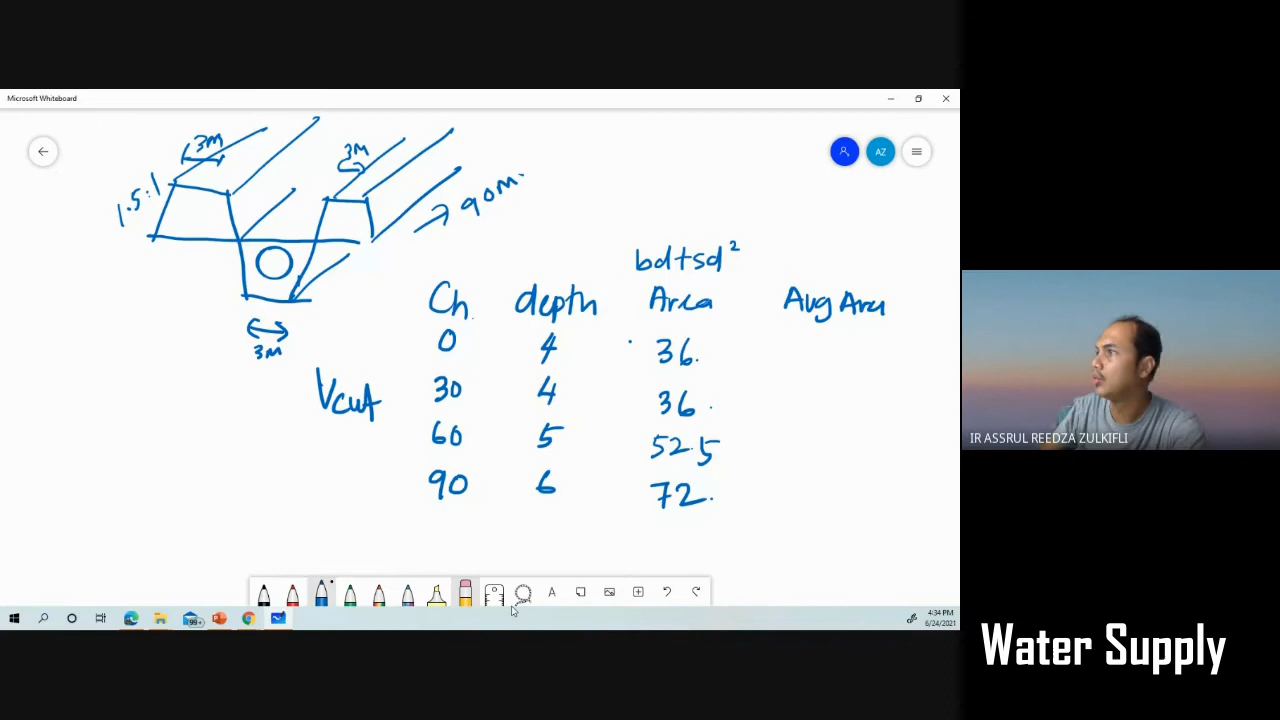 Microsoft Whiteboard
3M
3M
1.5:1
→ 90m.
AZ
3M
bd+sd²
Ch. depth Area Avg Area
0 4 36.
Vcut
30 4 36.
60 5 52.5
90 6 72.
IR ASSRUL REEDZA ZULKIFLI
A
99+
4:34 PM
6/24/2021
Water Supply